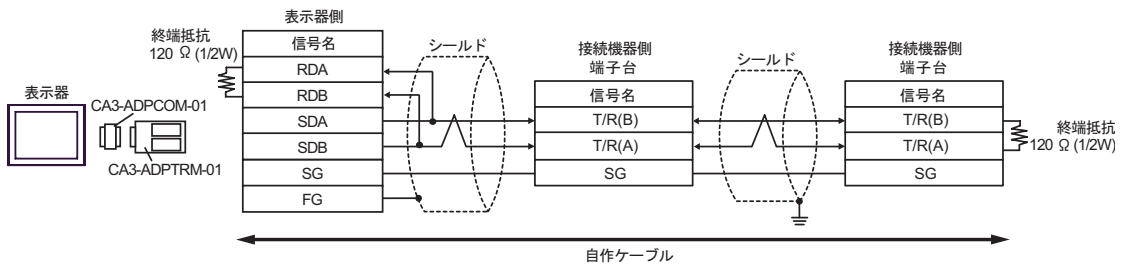 表示器
CA3-ADPCOM-01
CA3-ADPTRM-01
終端抵抗
120 Ω (1/2W)
表示器側
信号名
RDA
RDB
SDA
SDB
SG
FG
シールド
接続機器側
端子台
信号名
T/R(B)
T/R(A)
SG
シールド
接続機器側
端子台
信号名
T/R(B)
T/R(A)
SG
終端抵抗
120 Ω (1/2W)
自作ケーブル